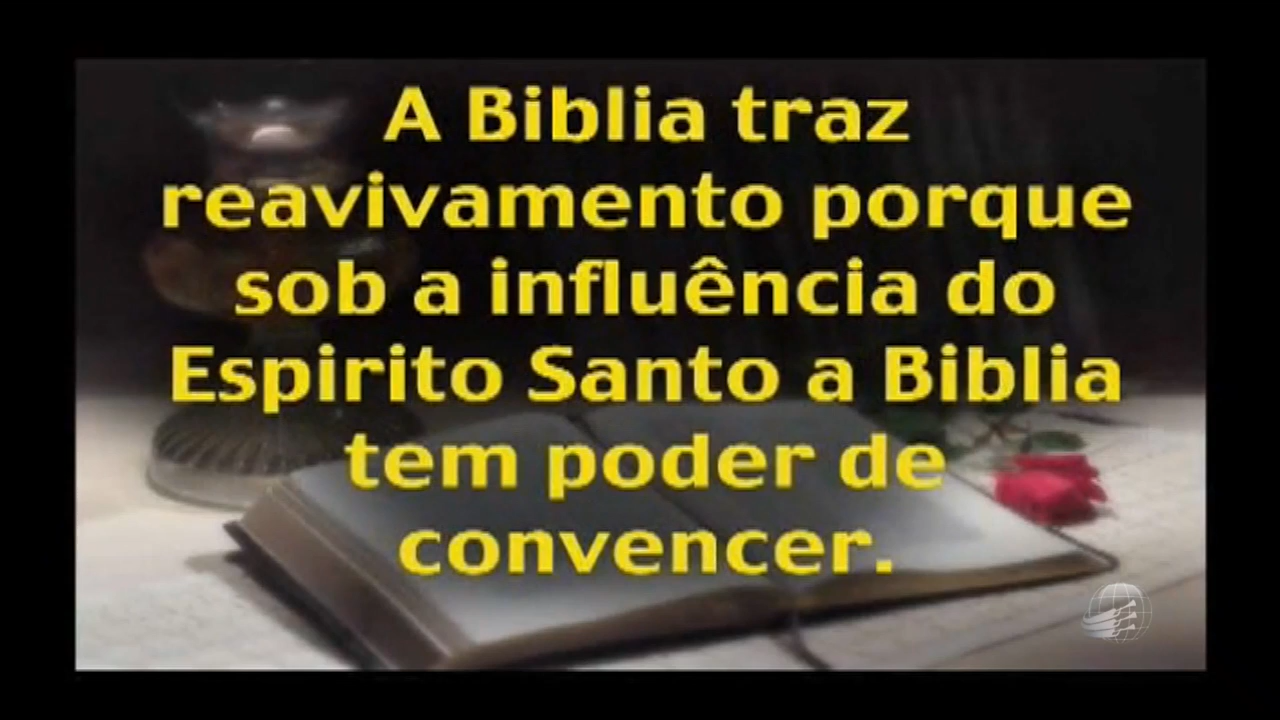 A Biblia traz
reavivamento porque
sob a influência do
Espirito Santo a Biblia
tem poder de
convencer.